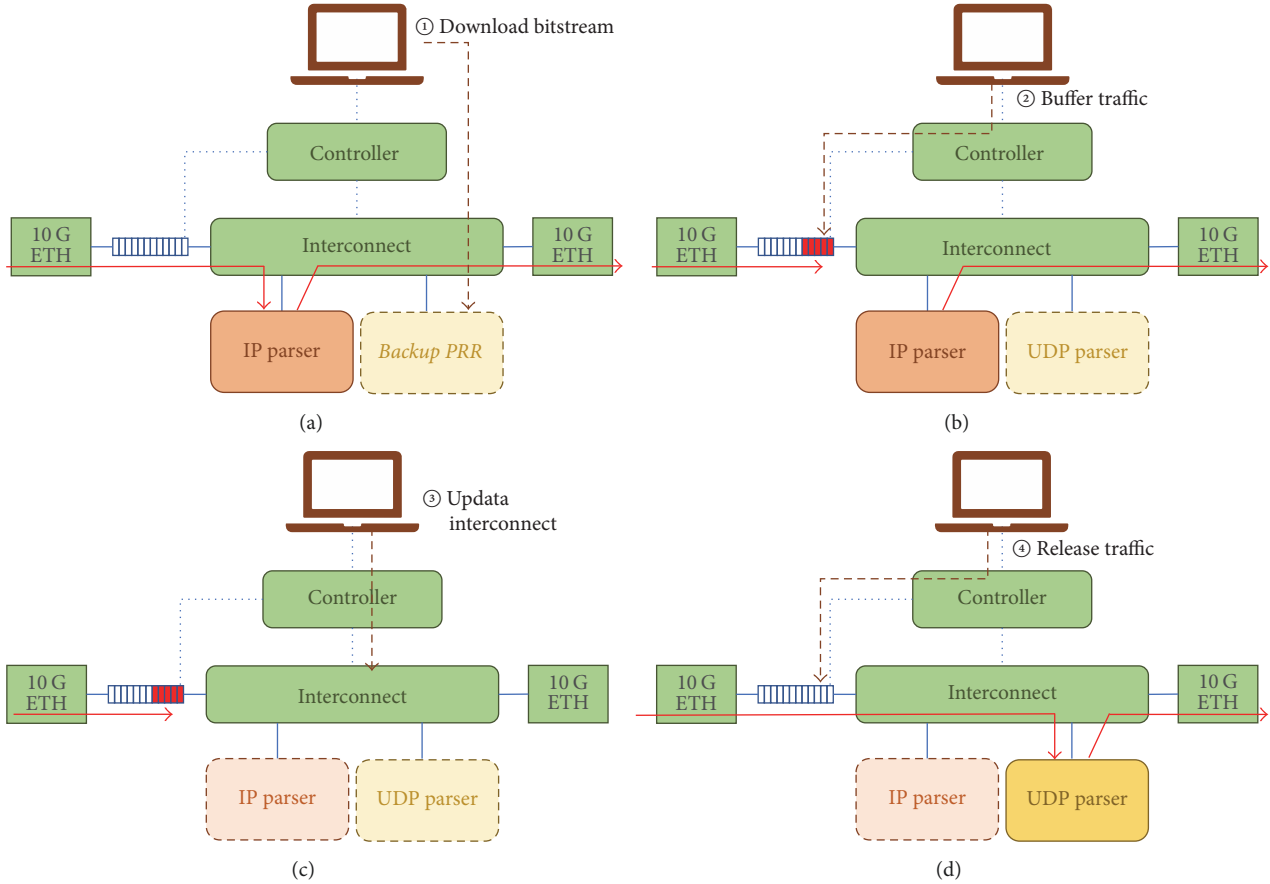 ① Download bitstream
Controller
10 G
ETH
Interconnect
10 G
ETH
IP parser
Backup PRR
(a)
② Buffer traffic
Controller
10 G
ETH
Interconnect
10 G
ETH
IP parser
UDP parser
(b)
③ Updata
interconnect
Controller
10 G
ETH
Interconnect
10 G
ETH
IP parser
UDP parser
(c)
④ Release traffic
Controller
10 G
ETH
Interconnect
10 G
ETH
IP parser
UDP parser
(d)